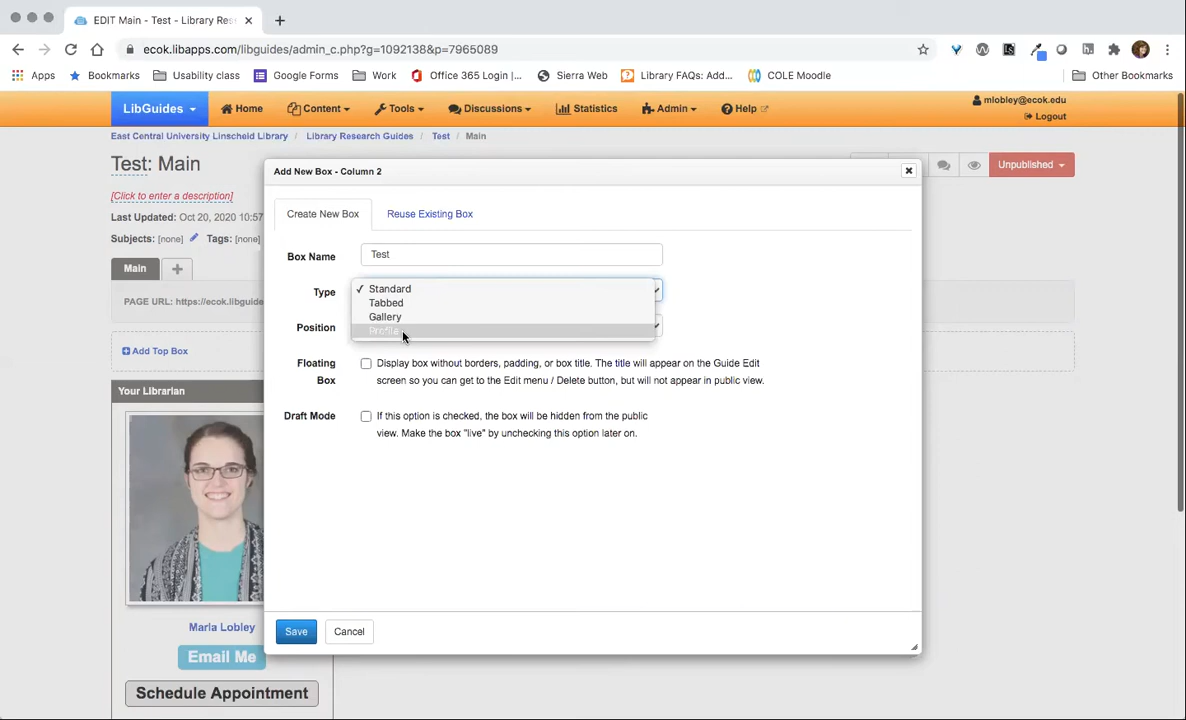 EDIT Main - Test - Library Res
ecok.libapps.com/libguides/admin_c.php?g=1092138&p=7965089
Apps Bookmarks Usability class Google Forms Work Office 365 Login |... Sierra Web Library FAQs: Add... COLE Moodle Other Bookmarks
LibGuides Home Content Tools Discussions Statistics Admin Help
mlobley@ecok.edu
Logout
East Central University Linscheid Library / Library Research Guides / Test / Main
Test: Main
Unpublished
[Click to enter a description]
Last Updated: Oct 20, 2020 10:57
Subjects: [none] Tags: [none]
Main
PAGE URL: https://ecok.libguide
Add Top Box
Your Librarian
Marla Lobley
Email Me
Schedule Appointment
Add New Box - Column 2
Create New Box Reuse Existing Box
Box Name Test
Type
Standard
Tabbed
Gallery
Profile
Position
Floating Box
Display box without borders, padding, or box title. The title will appear on the Guide Edit
screen so you can get to the Edit menu / Delete button, but will not appear in public view.
Draft Mode
If this option is checked, the box will be hidden from the public
view. Make the box "live" by unchecking this option later on.
Save Cancel